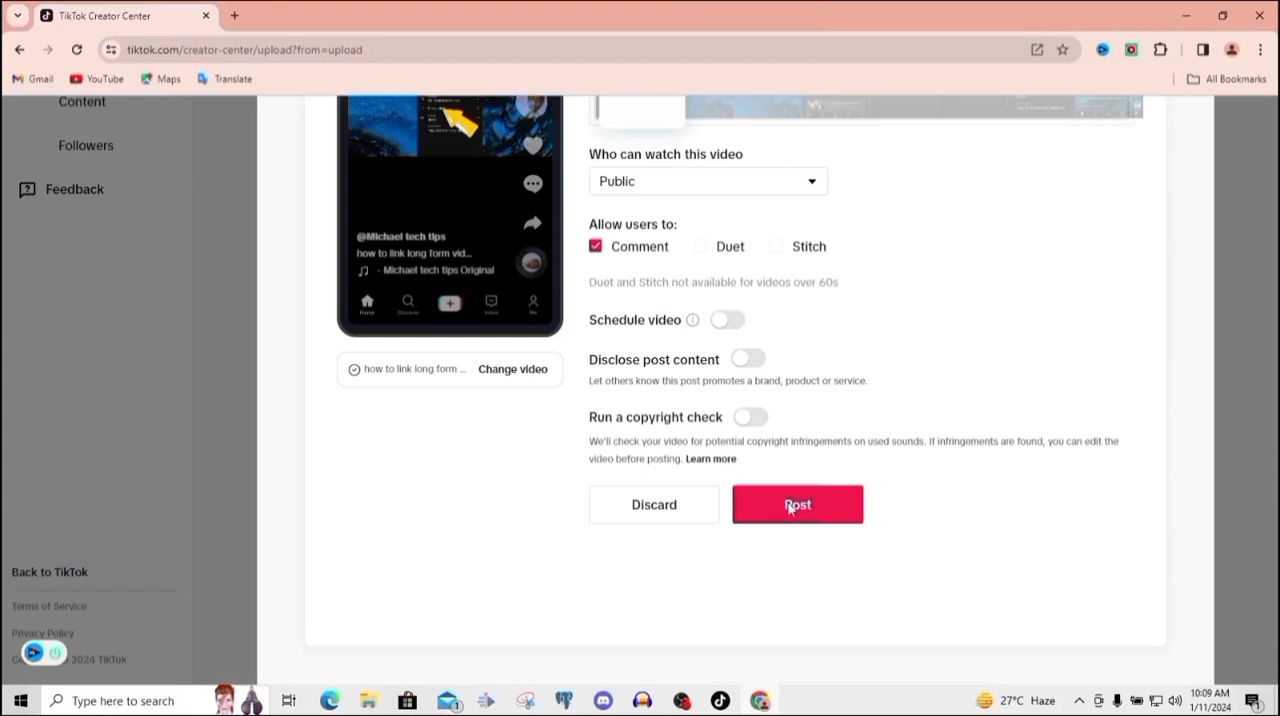 TikTok Creator Center
tiktok.com/creator-center/upload?from=upload
Gmail YouTube Maps Translate All Bookmarks
Content
Followers
Feedback
@Michael tech tips
how to link long form vid...
- Michael tech tips Original
Home Discover Me
how to link long form ... Change video
Who can watch this video
Public
Allow users to:
Comment Duet Stitch
Duet and Stitch not available for videos over 60s
Schedule video
Disclose post content
Let others know this post promotes a brand, product or service.
Run a copyright check
We'll check your video for potential copyright infringements on used sounds. If infringements are found, you can edit the
video before posting. Learn more
Discard Post
Back to TikTok
Terms of Service
Privacy Policy
2024 TikTok
Type here to search
27°C Haze
10:09 AM
1/11/2024